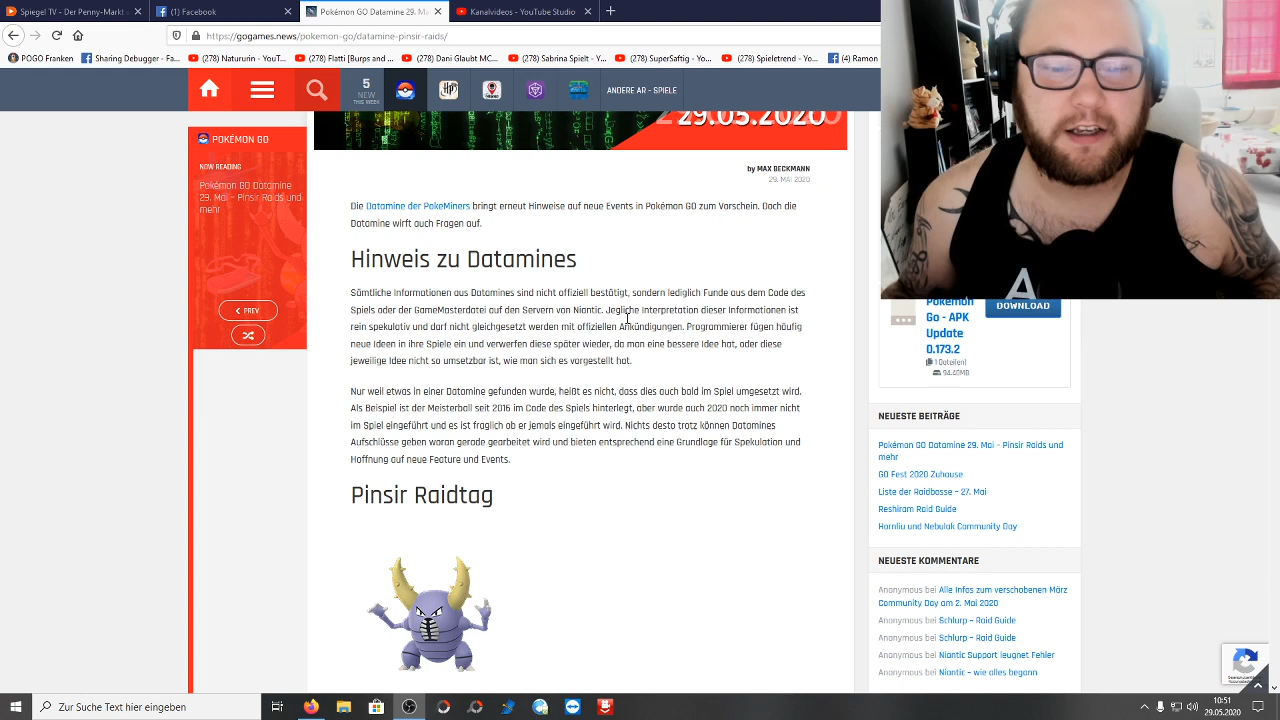 Spiegel TV - Der Penny-Markt
(1) Facebook
Pokémon GO Datamine 29. Ma
Kanalvideos - YouTube Studio
https://gogames.news/pokemon-go/datamine-pinsir-raids/
POGO Franken
Sharing Debugger - Fa...
(278) Natururin - YouT...
(278) Flatt [Burps and ...
(278) Dani Glaubt MC...
(278) Sabrina Spielt - Y...
(278) SuperSaftig - Yo...
(278) Spieletrend - Yo...
(4) Ramon
5
NEW
THIS WEEK
ANDERE AR - SPIELE
29.05.2020
POKÉMON GO
NOW READING
Pokémon GO Datamine
29. Mai – Pinsir Raids und
mehr
PREV
by MAX BECKMANN
29. MAI 2020
Die Datamine der PokeMiners bringt erneut Hinweise auf neue Events in Pokémon GO zum Vorschein. Doch die
Datamine wirft auch Fragen auf.
Hinweis zu Datamines
Sämtliche Informationen aus Datamines sind nicht offiziell bestätigt, sondern lediglich Funde aus dem Code des
Spiels oder der GameMasterdatei auf den Servern von Niantic. Jegliche Interpretation dieser Informationen ist
rein spekulativ und darf nicht gleichgesetzt werden mit offiziellen Ankündigungen. Programmierer fügen häufig
neue Ideen in ihre Spiele ein und verwerfen diese später wieder, da man eine bessere Idee hat, oder diese
jeweilige Idee nicht so umsetzbar ist, wie man sich es vorgestellt hat.
Nur weil etwas in einer Datamine gefunden wurde, heißt es nicht, dass dies auch bald im Spiel umgesetzt wird.
Als Beispiel ist der Meisterball seit 2016 im Code des Spiels hinterlegt, aber wurde auch 2020 noch immer nicht
im Spiel eingeführt und es ist fraglich ob er jemals eingeführt wird. Nichts desto trotz können Datamines
Aufschlüsse geben woran gerade gearbeitet wird und bieten entsprechend eine Grundlage für Spekulation und
Hoffnung auf neue Feature und Events.
Pinsir Raidtag
Pokemon
Go - APK
Update
0.173.2
1 Datei(en)
94.40MB
DOWNLOAD
NEUESTE BEITRÄGE
Pokémon GO Datamine 29. Mai – Pinsir Raids und
mehr
GO Fest 2020 Zuhause
Liste der Raidbosse – 27. Mai
Reshiram Raid Guide
Hornliu und Nebulak Community Day
NEUESTE KOMMENTARE
Anonymous bei Alle Infos zum verschobenen März
Community Day am 2. Mai 2020
Anonymous bei Schlurp – Raid Guide
Anonymous bei Schlurp – Raid Guide
Anonymous bei Niantic Support leugnet Fehler
Anonymous bei Niantic – wie alles begann
Zur Suche Text hier eingeben
10:51
29.05.2020